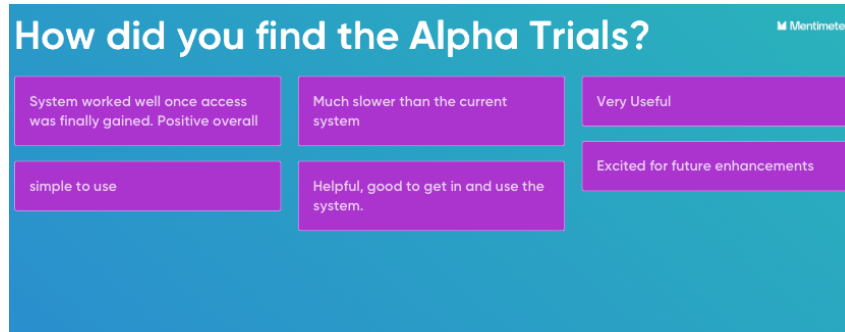 How did you find the Alpha Trials?
Mentimete
System worked well once access
was finally gained. Positive overall
Much slower than the current
system
Very Useful
simple to use
Helpful, good to get in and use the
system.
Excited for future enhancements